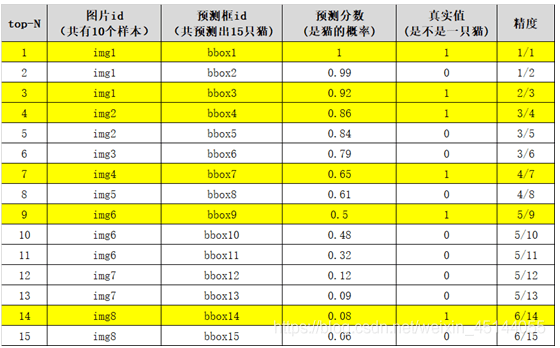 top-N 图片id 预测框id 预测分数 真实值 精度
(共有10个样本) (共预测出15只猫) (是猫的概率) (是不是一只猫)
1 img1 bbox1 1 1 1/1
2 img1 bbox2 0.99 0 1/2
3 img1 bbox3 0.92 1 2/3
4 img2 bbox4 0.86 1 3/4
5 img2 bbox5 0.84 0 3/5
6 img3 bbox6 0.79 0 3/6
7 img4 bbox7 0.65 1 4/7
8 img5 bbox8 0.61 0 4/8
9 img6 bbox9 0.5 1 5/9
10 img6 bbox10 0.48 0 5/10
11 img6 bbox11 0.32 0 5/11
12 img7 bbox12 0.12 0 5/12
13 img7 bbox13 0.09 0 5/13
14 img8 bbox14 0.08 1 6/14
15 img8 bbox15 0.06 0 6/15